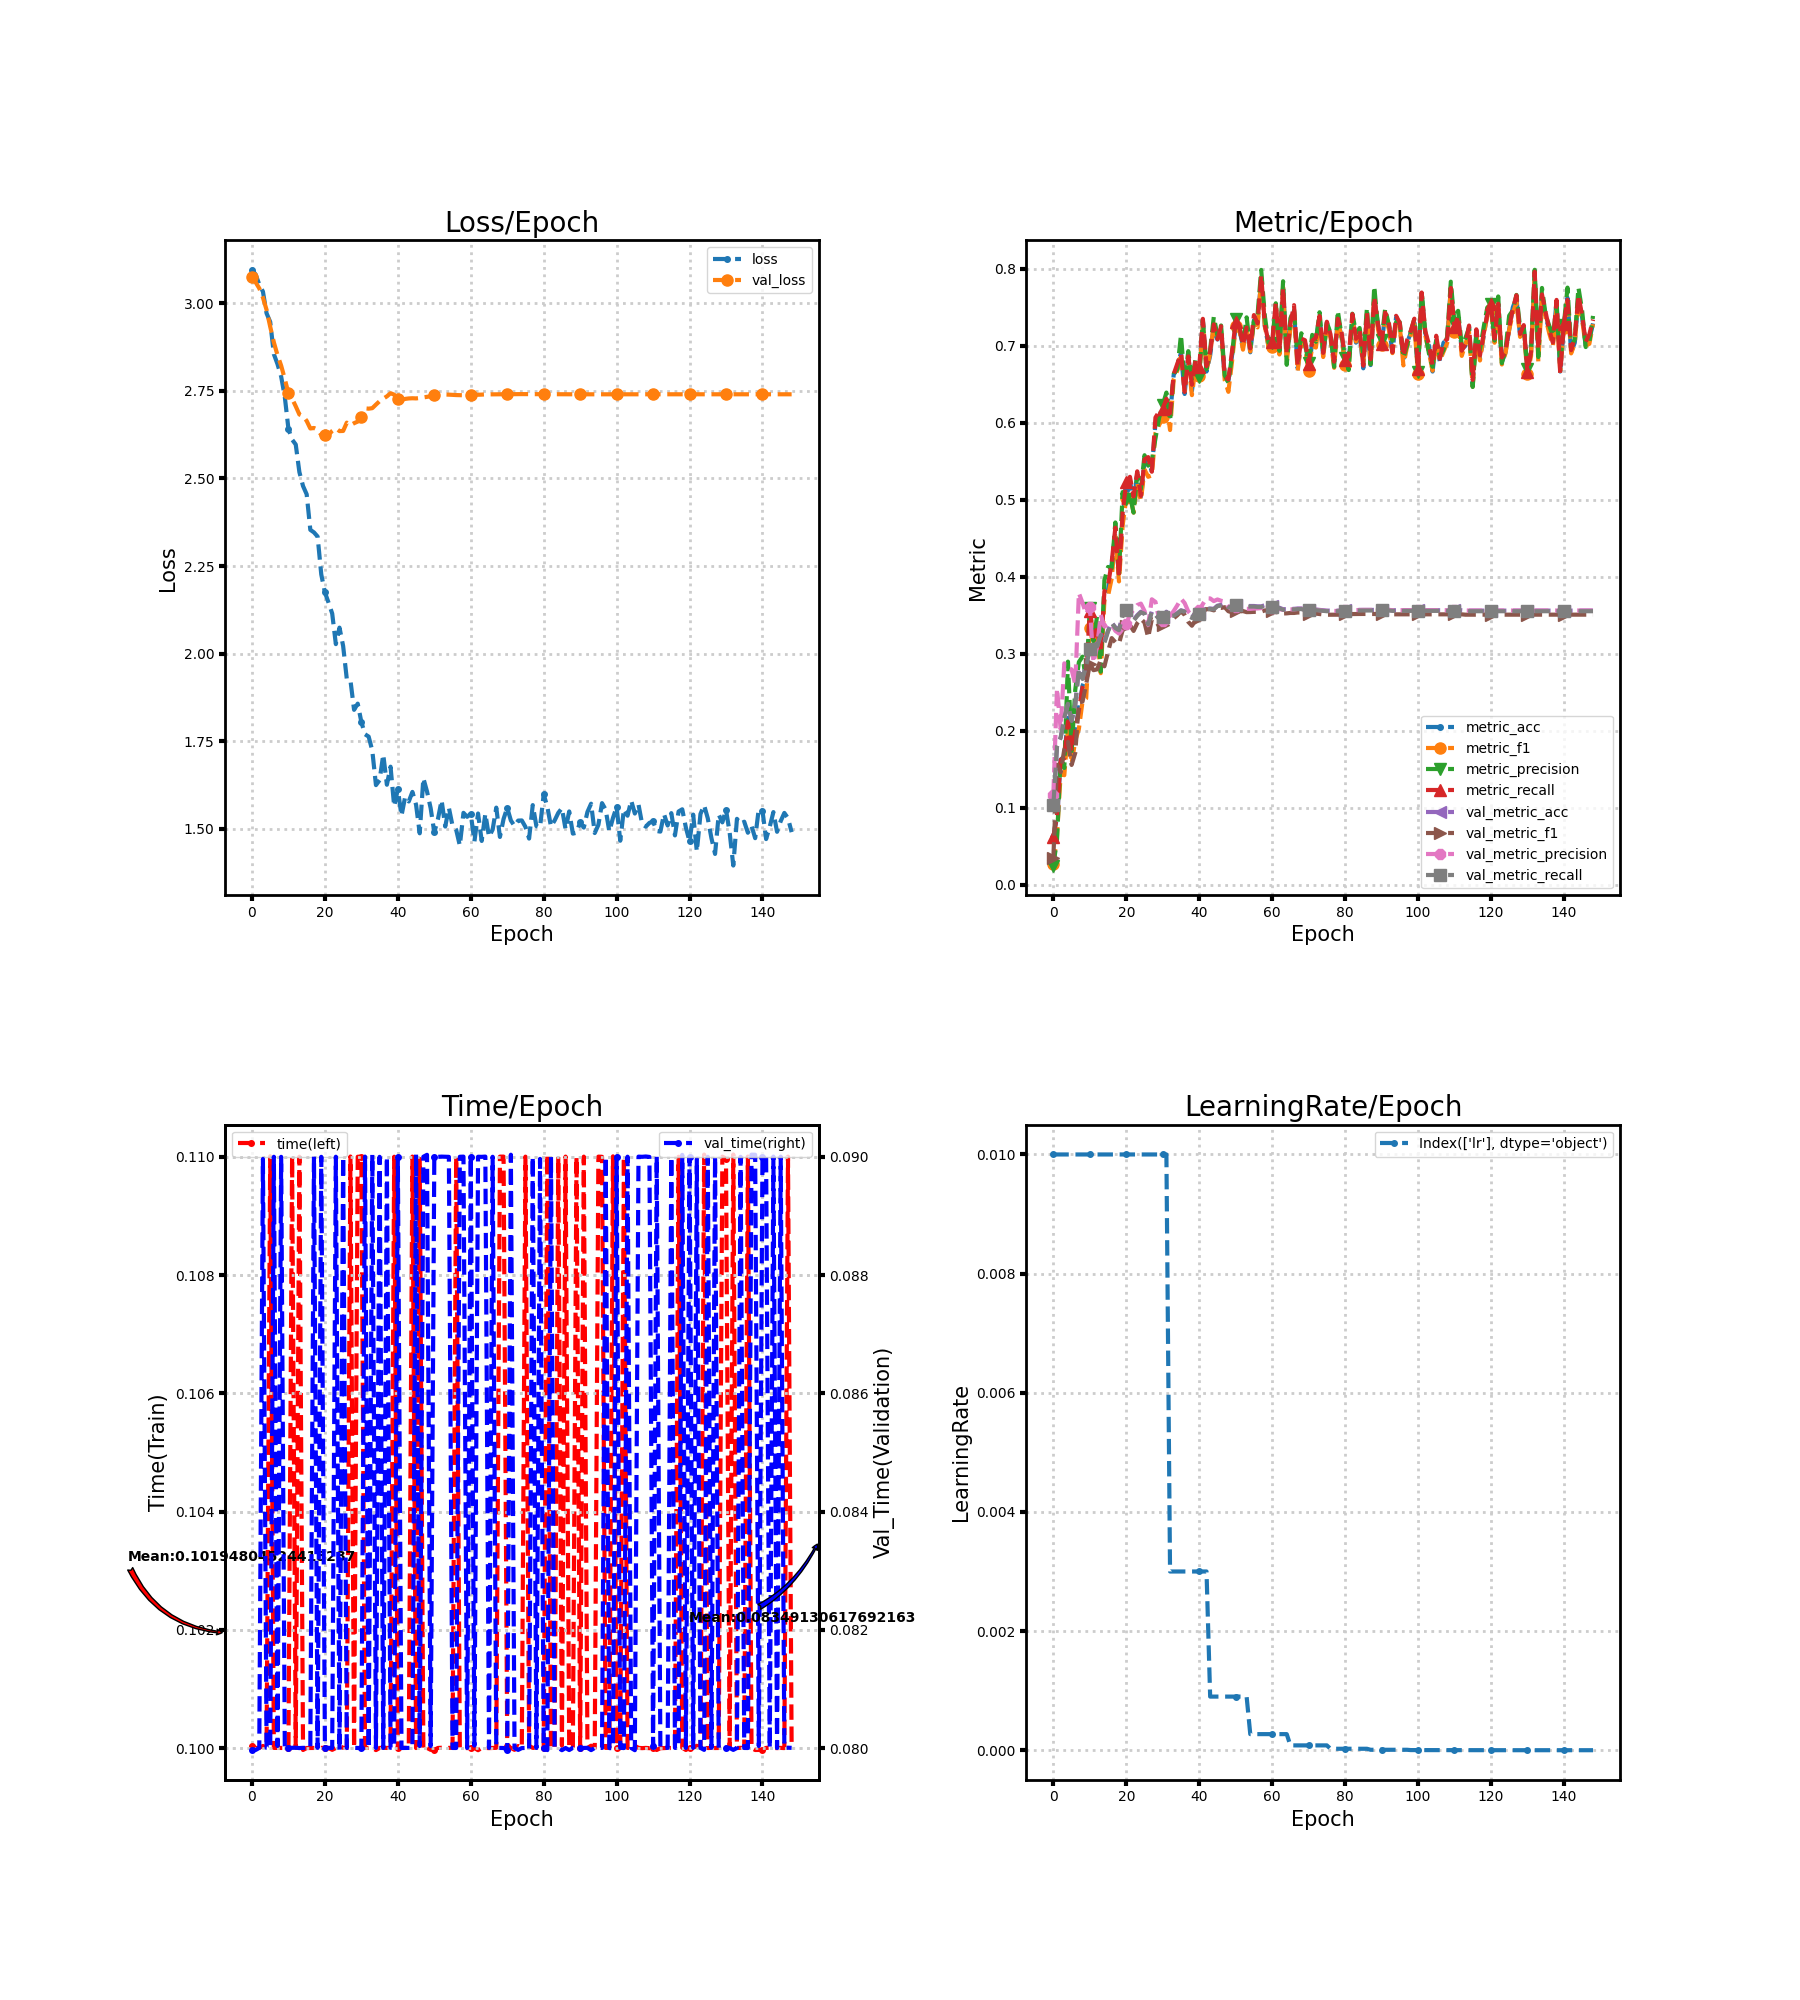 Loss/Epoch
loss
val_loss
3.00
2.75
2.50
2.25
2.00
1.75
1.50
Loss
0 20 40 60 80 100 120 140
Epoch
Metric/Epoch
0.8
0.7
0.6
0.5
0.4
0.3
0.2
0.1
0.0
Metric
metric_acc
metric_f1
metric_precision
metric_recall
val_metric_acc
val_metric_f1
val_metric_precision
val_metric_recall
0 20 40 60 80 100 120 140
Epoch
Time/Epoch
time(left)
val_time(right)
0.110
0.108
0.106
0.104
0.102
0.100
Time(Train)
0.090
0.088
0.086
0.084
0.082
0.080
Val_Time(Validation)
Mean:0.08349130617692163
0 20 40 60 80 100 120 140
Epoch
LearningRate/Epoch
Index(['lr'], dtype='object')
0.010
0.008
0.006
0.004
0.002
0.000
LearningRate
0 20 40 60 80 100 120 140
Epoch